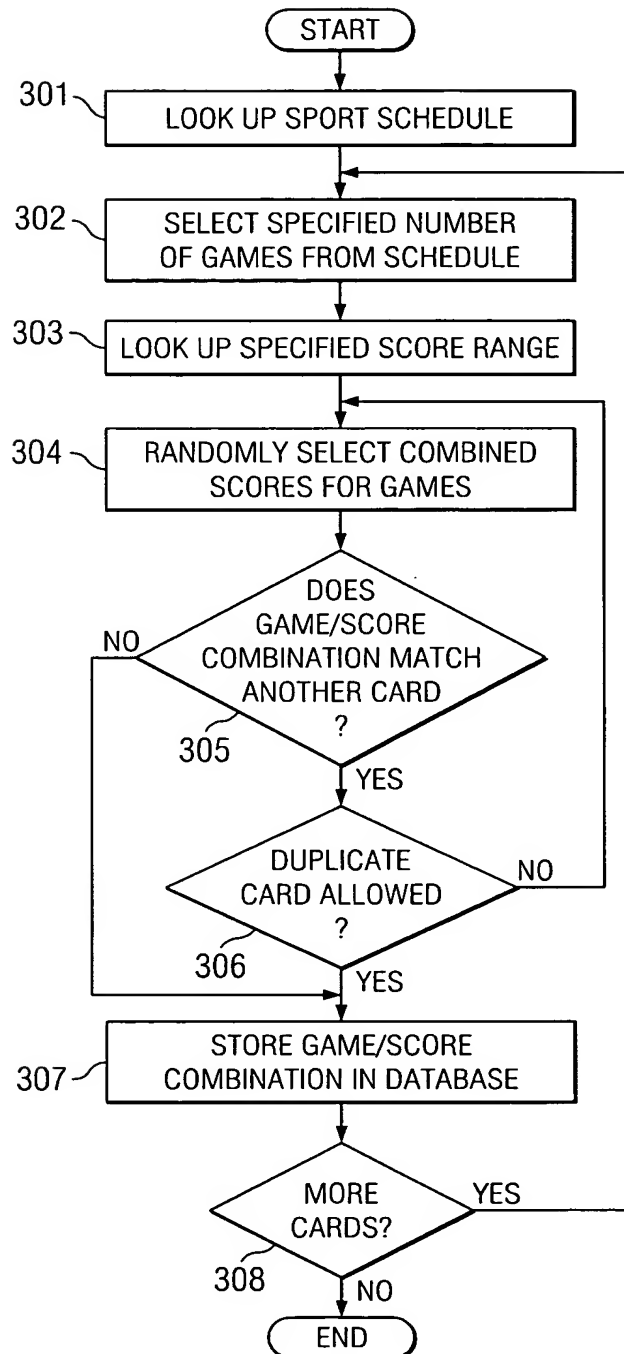 START
301
LOOK UP SPORT SCHEDULE
302
SELECT SPECIFIED NUMBER
OF GAMES FROM SCHEDULE
303
LOOK UP SPECIFIED SCORE RANGE
304
RANDOMLY SELECT COMBINED
SCORES FOR GAMES
DOES
GAME/SCORE
COMBINATION MATCH
ANOTHER CARD
?
NO
305
YES
DUPLICATE
CARD ALLOWED
?
NO
306
YES
307
STORE GAME/SCORE
COMBINATION IN DATABASE
MORE
CARDS?
YES
308
NO
END